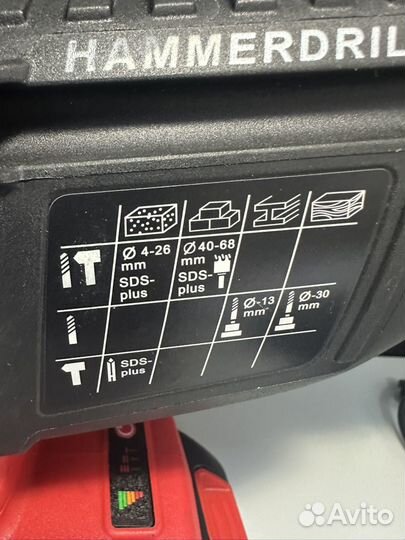 HAMMERDRIL
Ø 4-26 mm SDS-plus
Ø 40-68 mm SDS-plus
Ø-13 mm
Ø-30 mm
SDS-plus
Avito